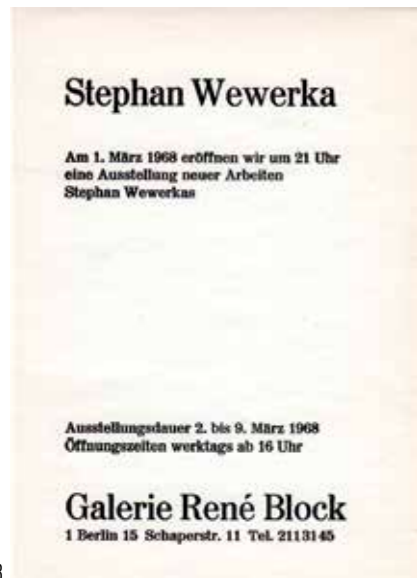 Stephan Wewerka
Am 1. März 1968 eröffnen wir um 21 Uhr
eine Ausstellung neuer Arbeiten
Stephan Wewerkas
Ausstellungsdauer 2. bis 9. März 1968
Öffnungszeiten werktags ab 16 Uhr
Galerie René Block
1 Berlin 15 Schaperstr. 11 Tel. 2113145